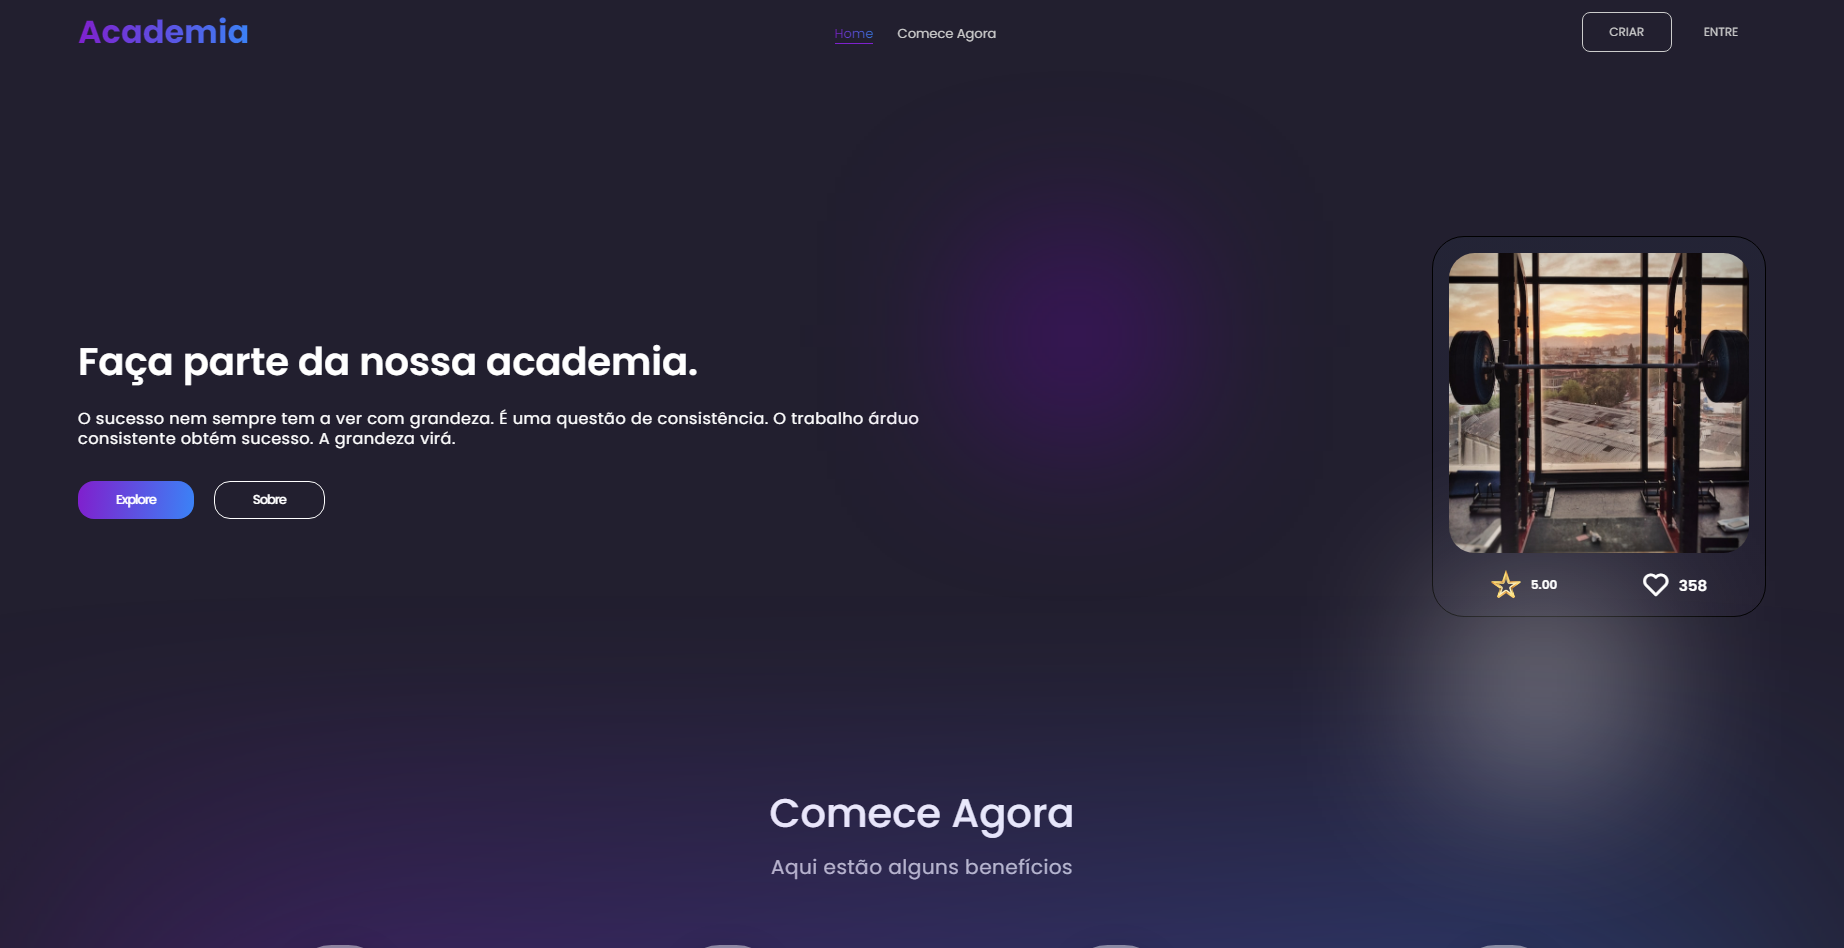 Academia
Home
Comece Agora
CRIAR
ENTRE
Faça parte da nossa academia.
O sucesso nem sempre tem a ver com grandeza. É uma questão de consistência. O trabalho árduo
consistente obtém sucesso. A grandeza virá.
Explore
Sobre
5.00
358
Comece Agora
Aqui estão alguns benefícios